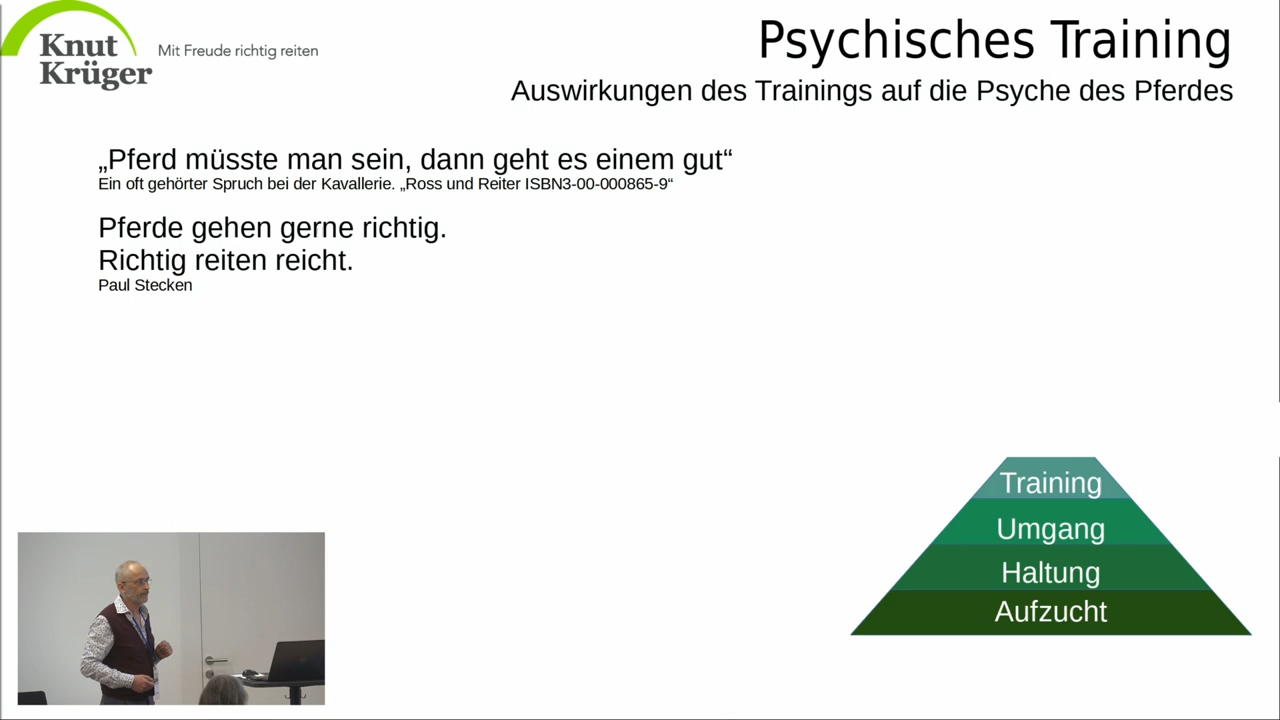 Knut
Krüger
Mit Freude richtig reiten
Psychisches Training
Auswirkungen des Trainings auf die Psyche des Pferdes
„Pferd müsste man sein, dann geht es einem gut“
Ein oft gehörter Spruch bei der Kavallerie. „Ross und Reiter ISBN3-00-000865-9“
Pferde gehen gerne richtig.
Richtig reiten reicht.
Paul Stecken
Training
Umgang
Haltung
Aufzucht